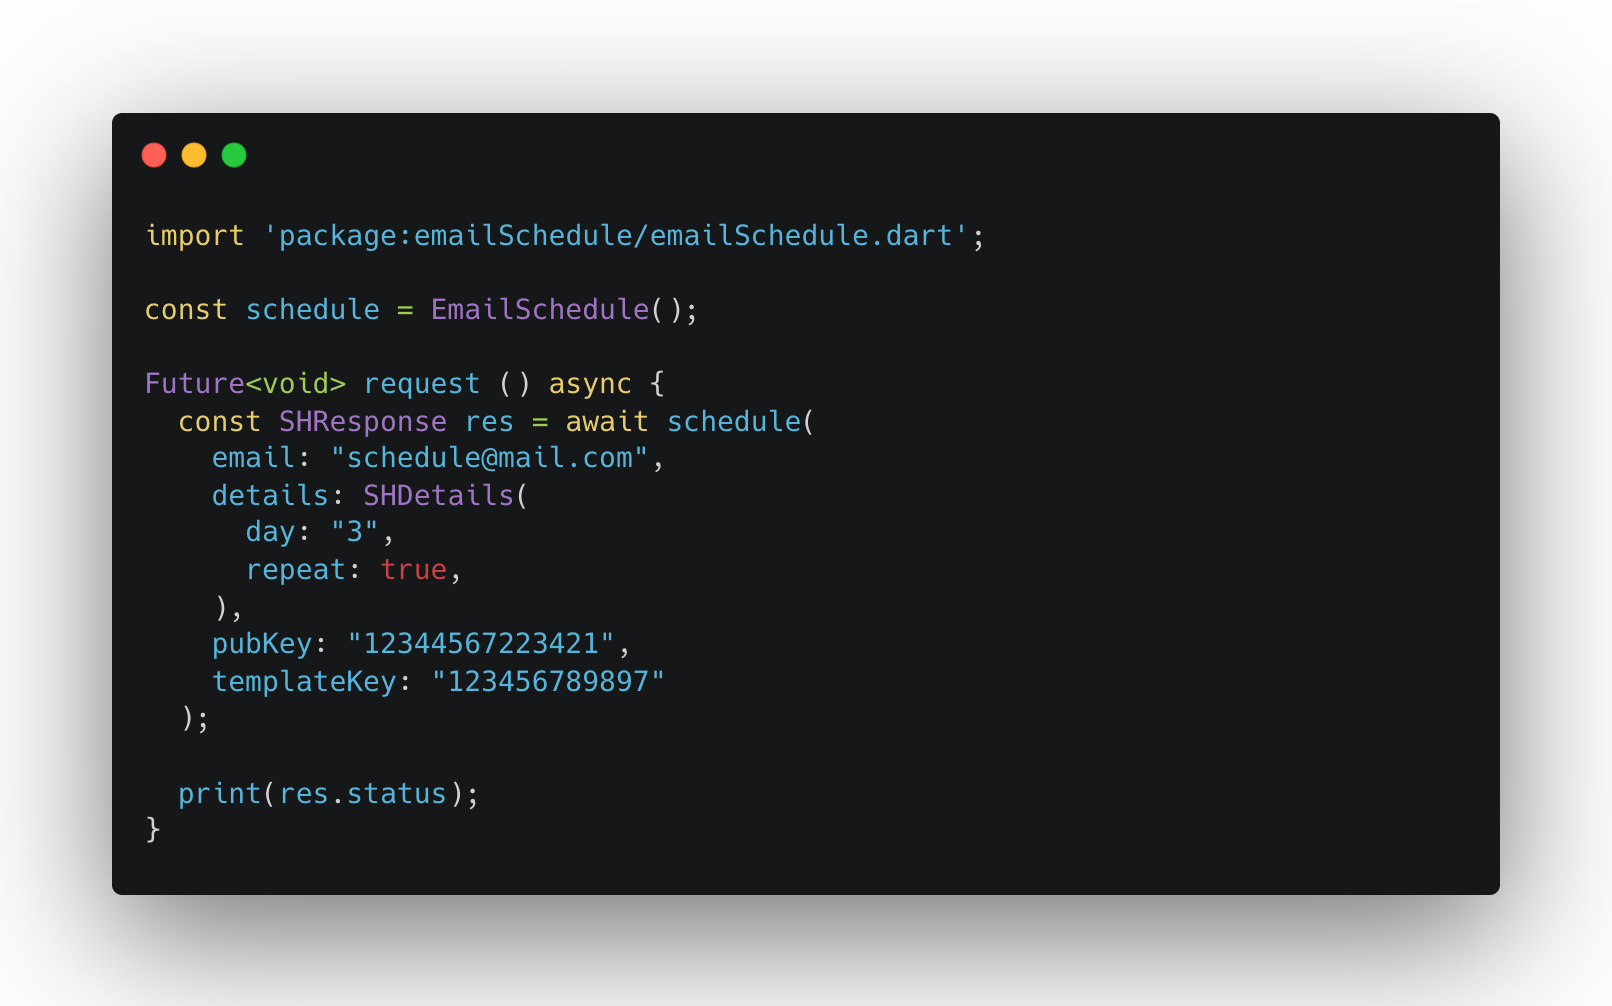 import 'package:emailSchedule/emailSchedule.dart';
const schedule = EmailSchedule();
Future<void> request () async {
  const SHResponse res = await schedule(
    email: "schedule@mail.com",
    details: SHDetails(
      day: "3",
      repeat: true,
    ),
    pubKey: "12344567223421",
    templateKey: "123456789897"
  );
  print(res.status);
}